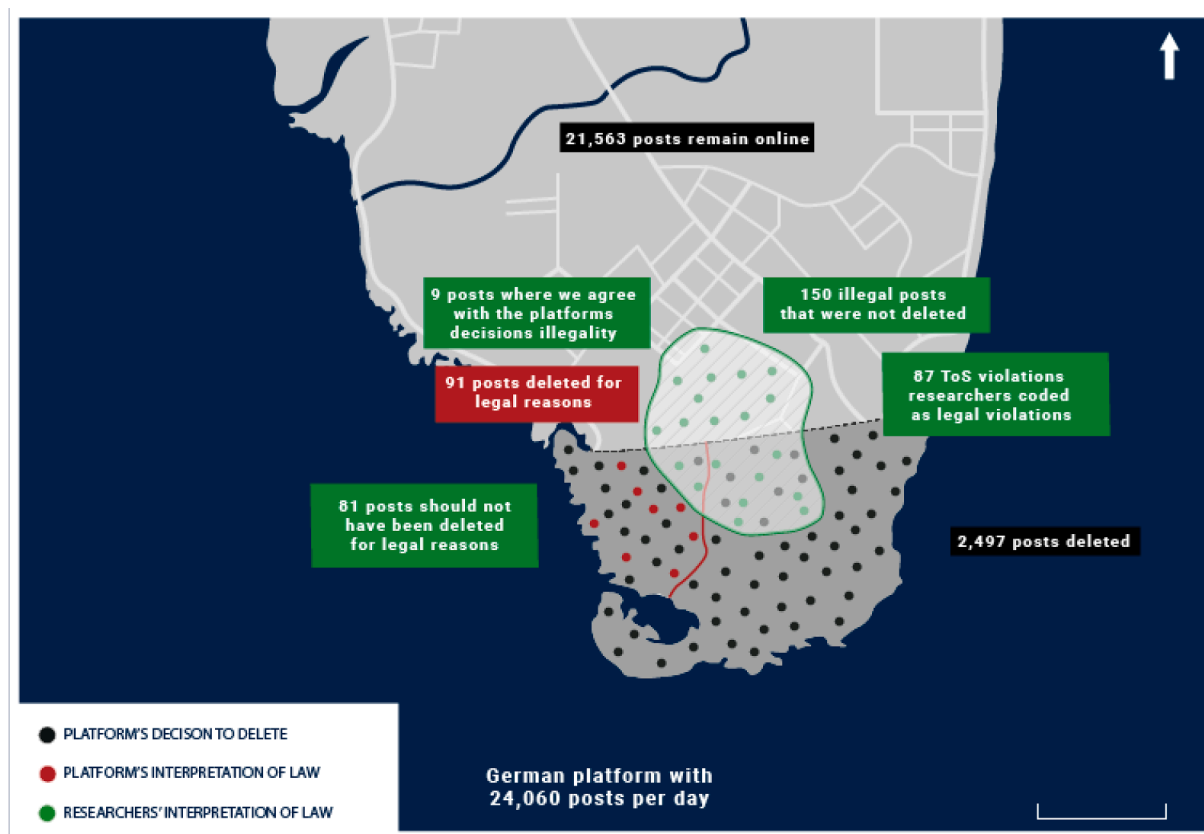 21,563 posts remain online
9 posts where we agree
with the platforms
decisions illegality
150 illegal posts
that were not deleted
91 posts deleted for
legal reasons
87 ToS violations
researchers coded
as legal violations
81 posts should not
have been deleted
for legal reasons
2,497 posts deleted
PLATFORM'S DECISON TO DELETE
PLATFORM'S INTERPRETATION OF LAW
RESEARCHERS' INTERPRETATION OF LAW
German platform with
24,060 posts per day